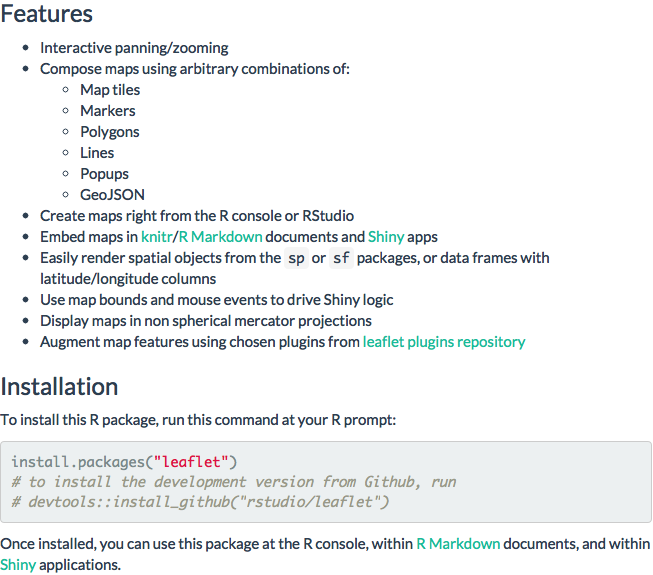 Features
• Interactive panning/zooming
• Compose maps using arbitrary combinations of:
◦ Map tiles
◦ Markers
◦ Polygons
◦ Lines
◦ Popups
◦ GeoJSON
• Create maps right from the R console or RStudio
• Embed maps in knitr/R Markdown documents and Shiny apps
• Easily render spatial objects from the sp or sf packages, or data frames with
latitude/longitude columns
• Use map bounds and mouse events to drive Shiny logic
• Display maps in non spherical mercator projections
• Augment map features using chosen plugins from leaflet plugins repository
Installation
To install this R package, run this command at your R prompt:
install.packages("leaflet")
# to install the development version from Github, run
# devtools::install_github("rstudio/leaflet")
Once installed, you can use this package at the R console, within R Markdown documents, and within
Shiny applications.